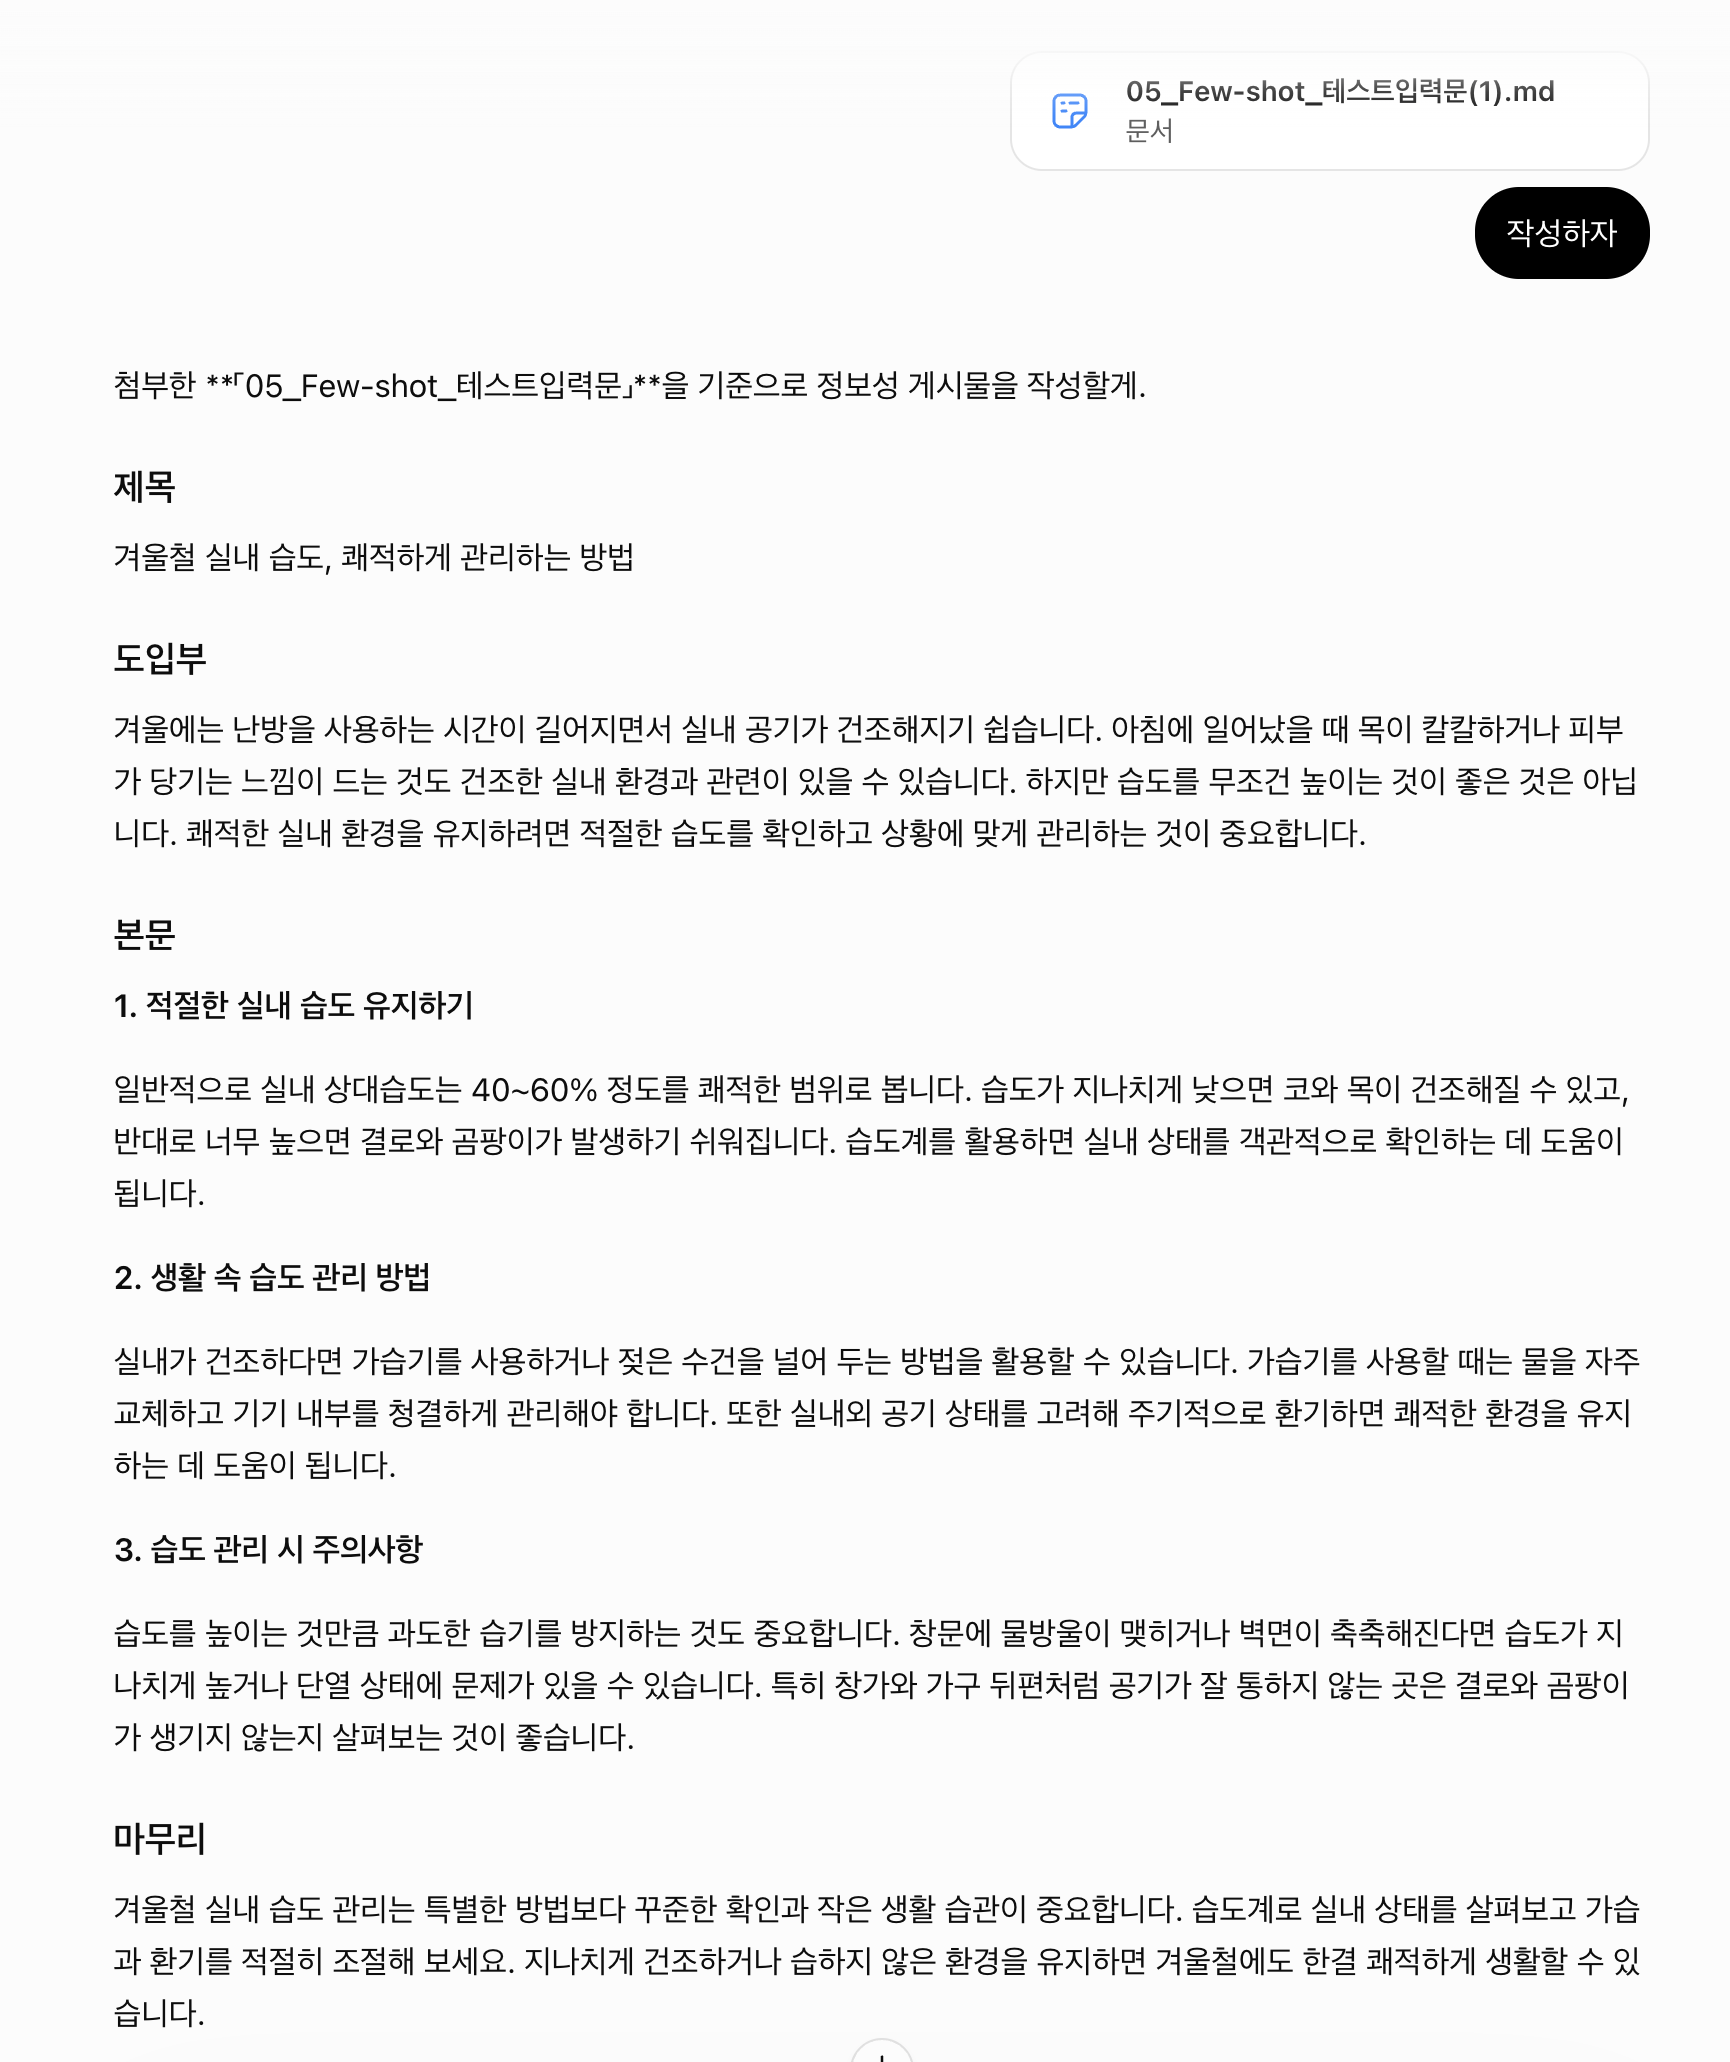 05_Few-shot_테스트입력문(1).md
문서
작성하자
첨부한 **「05_Few-shot_테스트입력문」**을 기준으로 정보성 게시물을 작성할게.
제목
겨울철 실내 습도, 쾌적하게 관리하는 방법
도입부
겨울에는 난방을 사용하는 시간이 길어지면서 실내 공기가 건조해지기 쉽습니다. 아침에 일어났을 때 목이 칼칼하거나 피부
가 당기는 느낌이 드는 것도 건조한 실내 환경과 관련이 있을 수 있습니다. 하지만 습도를 무조건 높이는 것이 좋은 것은 아닙
니다. 쾌적한 실내 환경을 유지하려면 적절한 습도를 확인하고 상황에 맞게 관리하는 것이 중요합니다.
본문
1. 적절한 실내 습도 유지하기
일반적으로 실내 상대습도는 40~60% 정도를 쾌적한 범위로 봅니다. 습도가 지나치게 낮으면 코와 목이 건조해질 수 있고,
반대로 너무 높으면 결로와 곰팡이가 발생하기 쉬워집니다. 습도계를 활용하면 실내 상태를 객관적으로 확인하는 데 도움이
됩니다.
2. 생활 속 습도 관리 방법
실내가 건조하다면 가습기를 사용하거나 젖은 수건을 널어 두는 방법을 활용할 수 있습니다. 가습기를 사용할 때는 물을 자주
교체하고 기기 내부를 청결하게 관리해야 합니다. 또한 실내외 공기 상태를 고려해 주기적으로 환기하면 쾌적한 환경을 유지
하는 데 도움이 됩니다.
3. 습도 관리 시 주의사항
습도를 높이는 것만큼 과도한 습기를 방지하는 것도 중요합니다. 창문에 물방울이 맺히거나 벽면이 축축해진다면 습도가 지
나치게 높거나 단열 상태에 문제가 있을 수 있습니다. 특히 창가와 가구 뒤편처럼 공기가 잘 통하지 않는 곳은 결로와 곰팡이
가 생기지 않는지 살펴보는 것이 좋습니다.
마무리
겨울철 실내 습도 관리는 특별한 방법보다 꾸준한 확인과 작은 생활 습관이 중요합니다. 습도계로 실내 상태를 살펴보고 가습
과 환기를 적절히 조절해 보세요. 지나치게 건조하거나 습하지 않은 환경을 유지하면 겨울철에도 한결 쾌적하게 생활할 수 있
습니다.